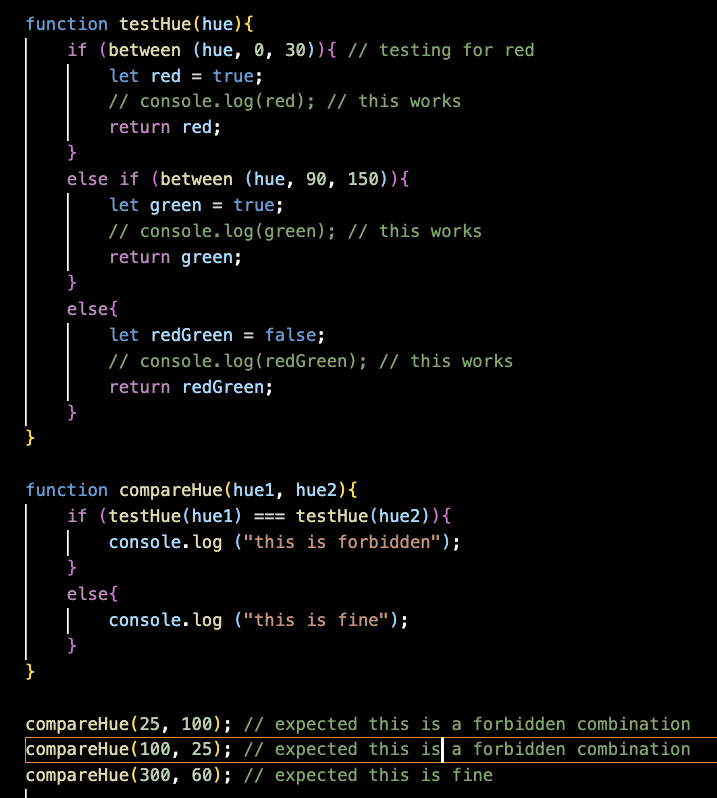 function testHue(hue){
    if (between (hue, 0, 30)){ // testing for red
        let red = true;
        // console.log(red); // this works
        return red;
    }
    else if (between (hue, 90, 150)){
        let green = true;
        // console.log(green); // this works
        return green;
    }
    else{
        let redGreen = false;
        // console.log(redGreen); // this works
        return redGreen;
    }
}

function compareHue(hue1, hue2){
    if (testHue(hue1) === testHue(hue2)){
        console.log ("this is forbidden");
    }
    else{
        console.log ("this is fine");
    }
}

compareHue(25, 100); // expected this is a forbidden combination
compareHue(100, 25); // expected this is a forbidden combination
compareHue(300, 60); // expected this is fine